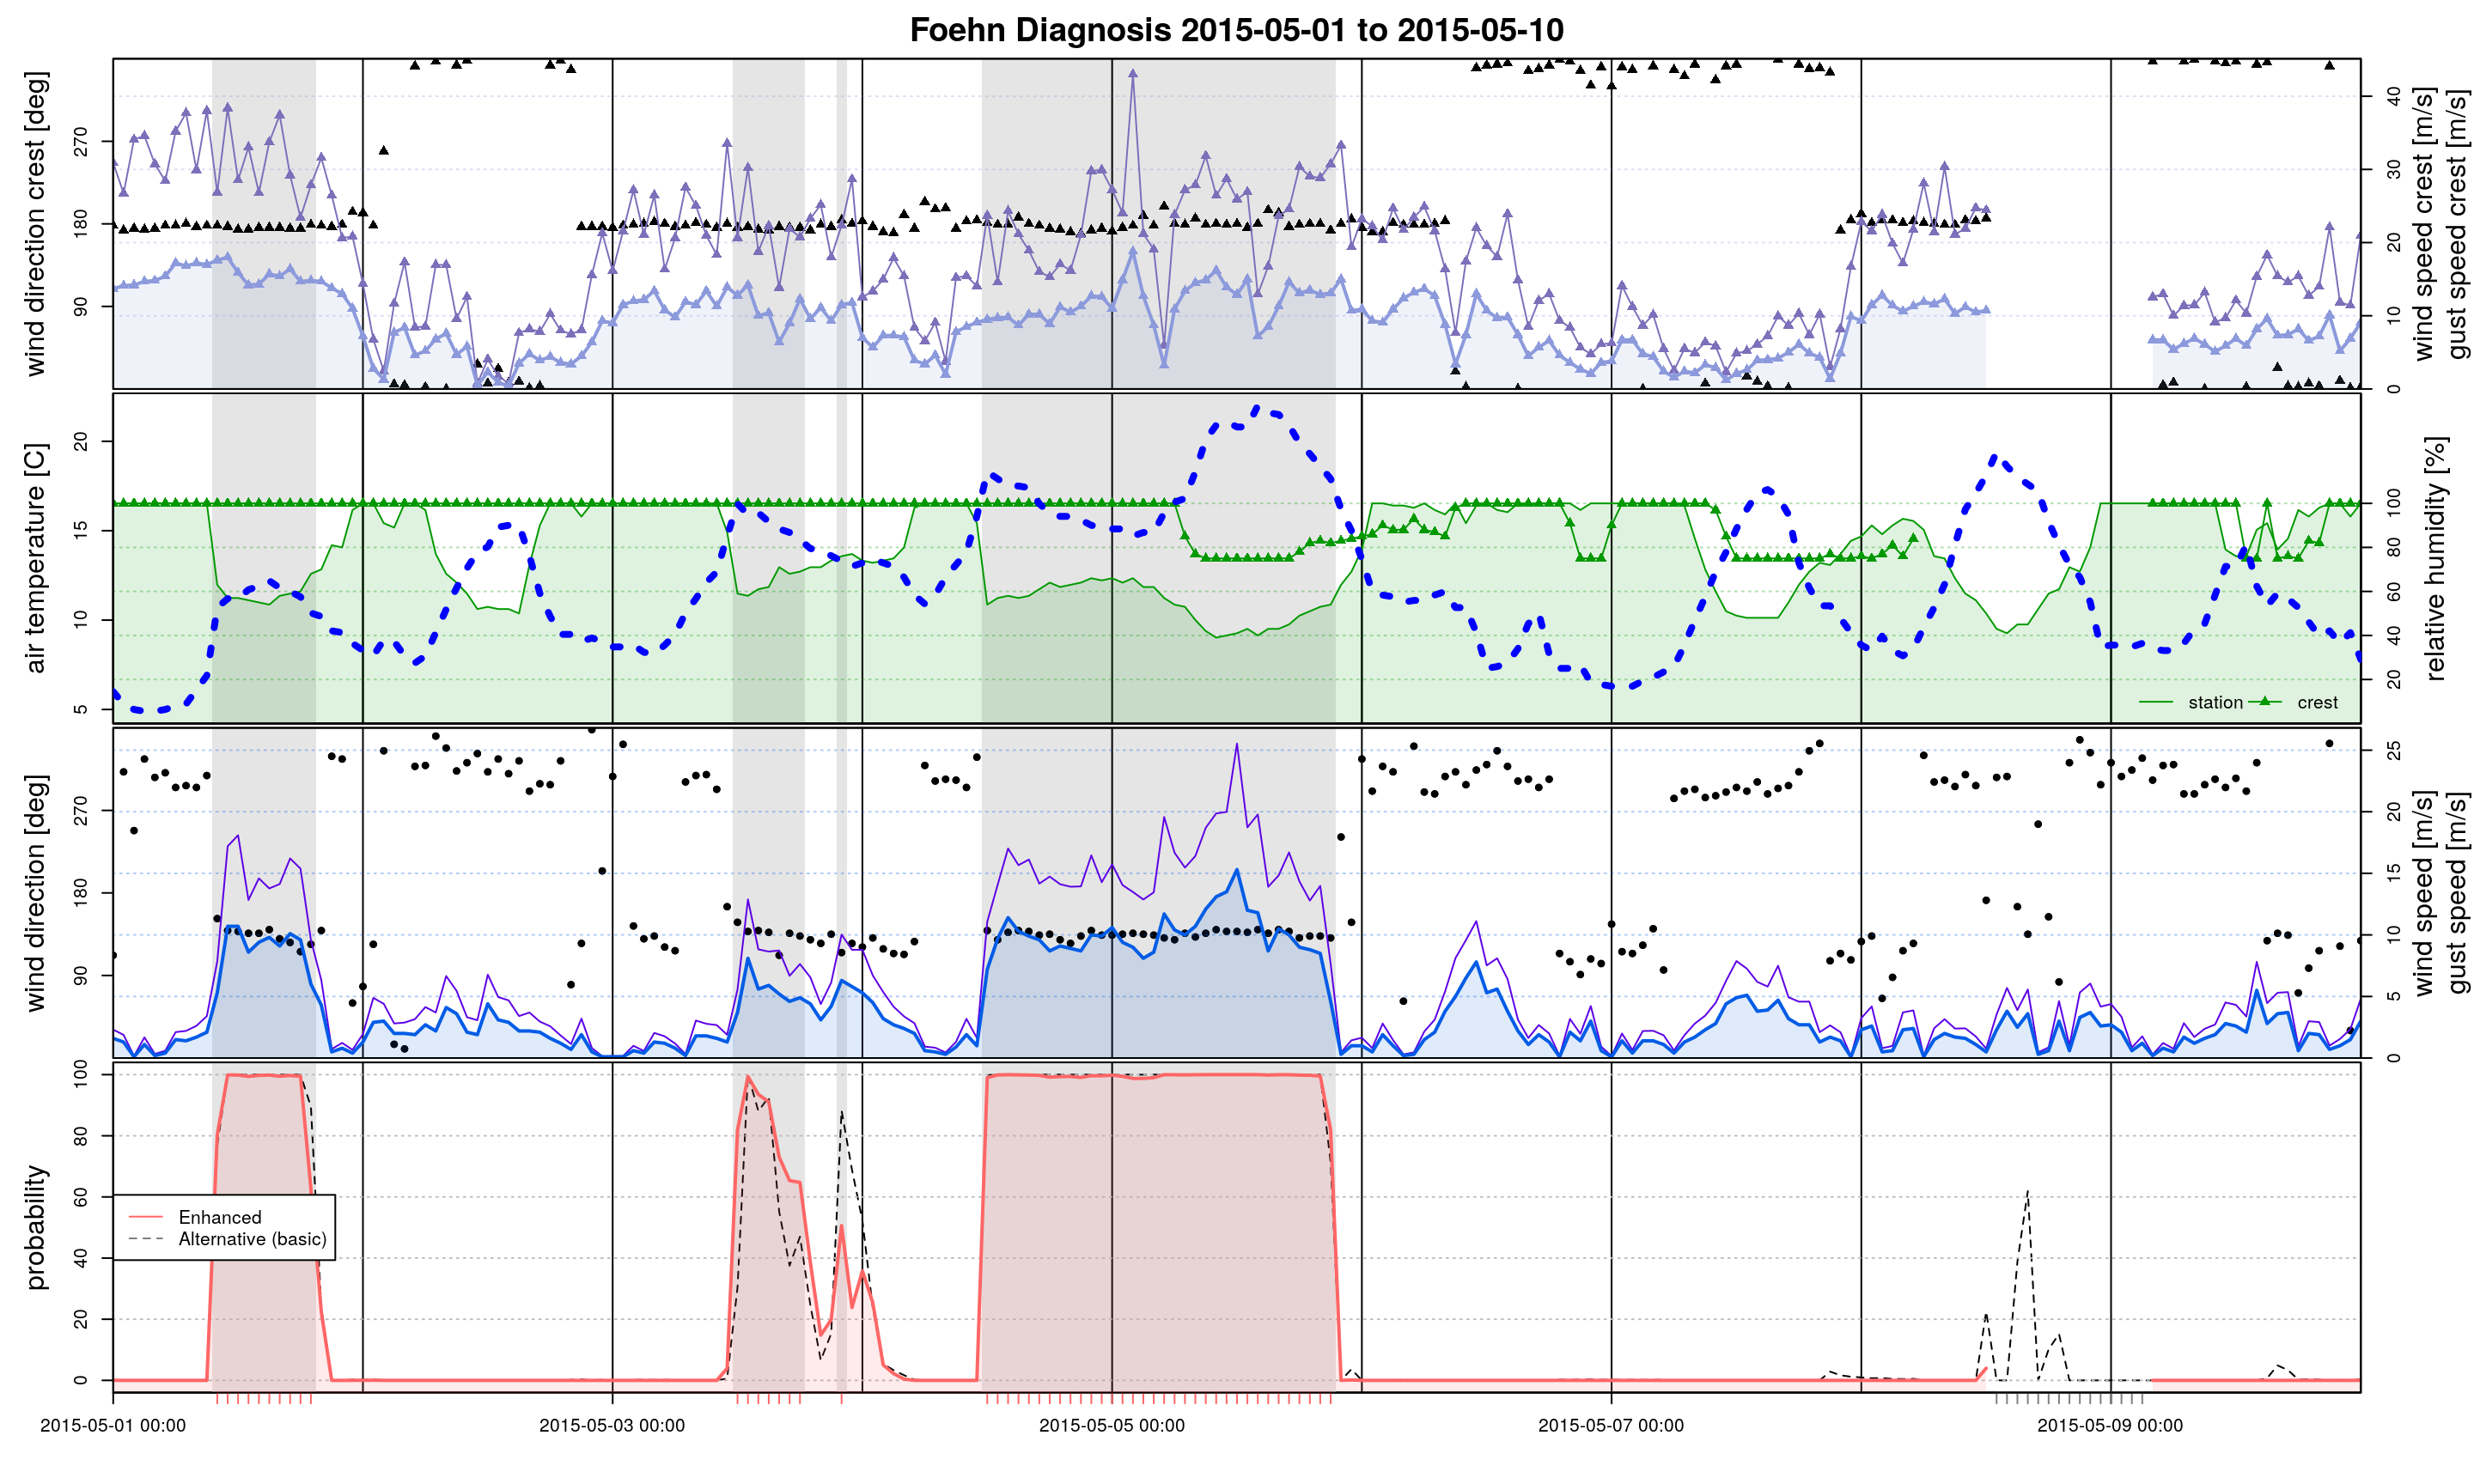 Foehn Diagnosis 2015-05-01 to 2015-05-10
wind direction crest [deg]
90
180
270
0
10
20
30
40
wind speed crest [m/s]
gust speed crest [m/s]
air temperature [C]
5
10
15
20
20
40
60
80
100
relative humidity [%]
station
crest
wind direction [deg]
90
180
270
0
5
10
15
20
25
wind speed [m/s]
gust speed [m/s]
probability
0
20
40
60
80
100
Enhanced
Alternative (basic)
2015-05-01 00:00
2015-05-03 00:00
2015-05-05 00:00
2015-05-07 00:00
2015-05-09 00:00